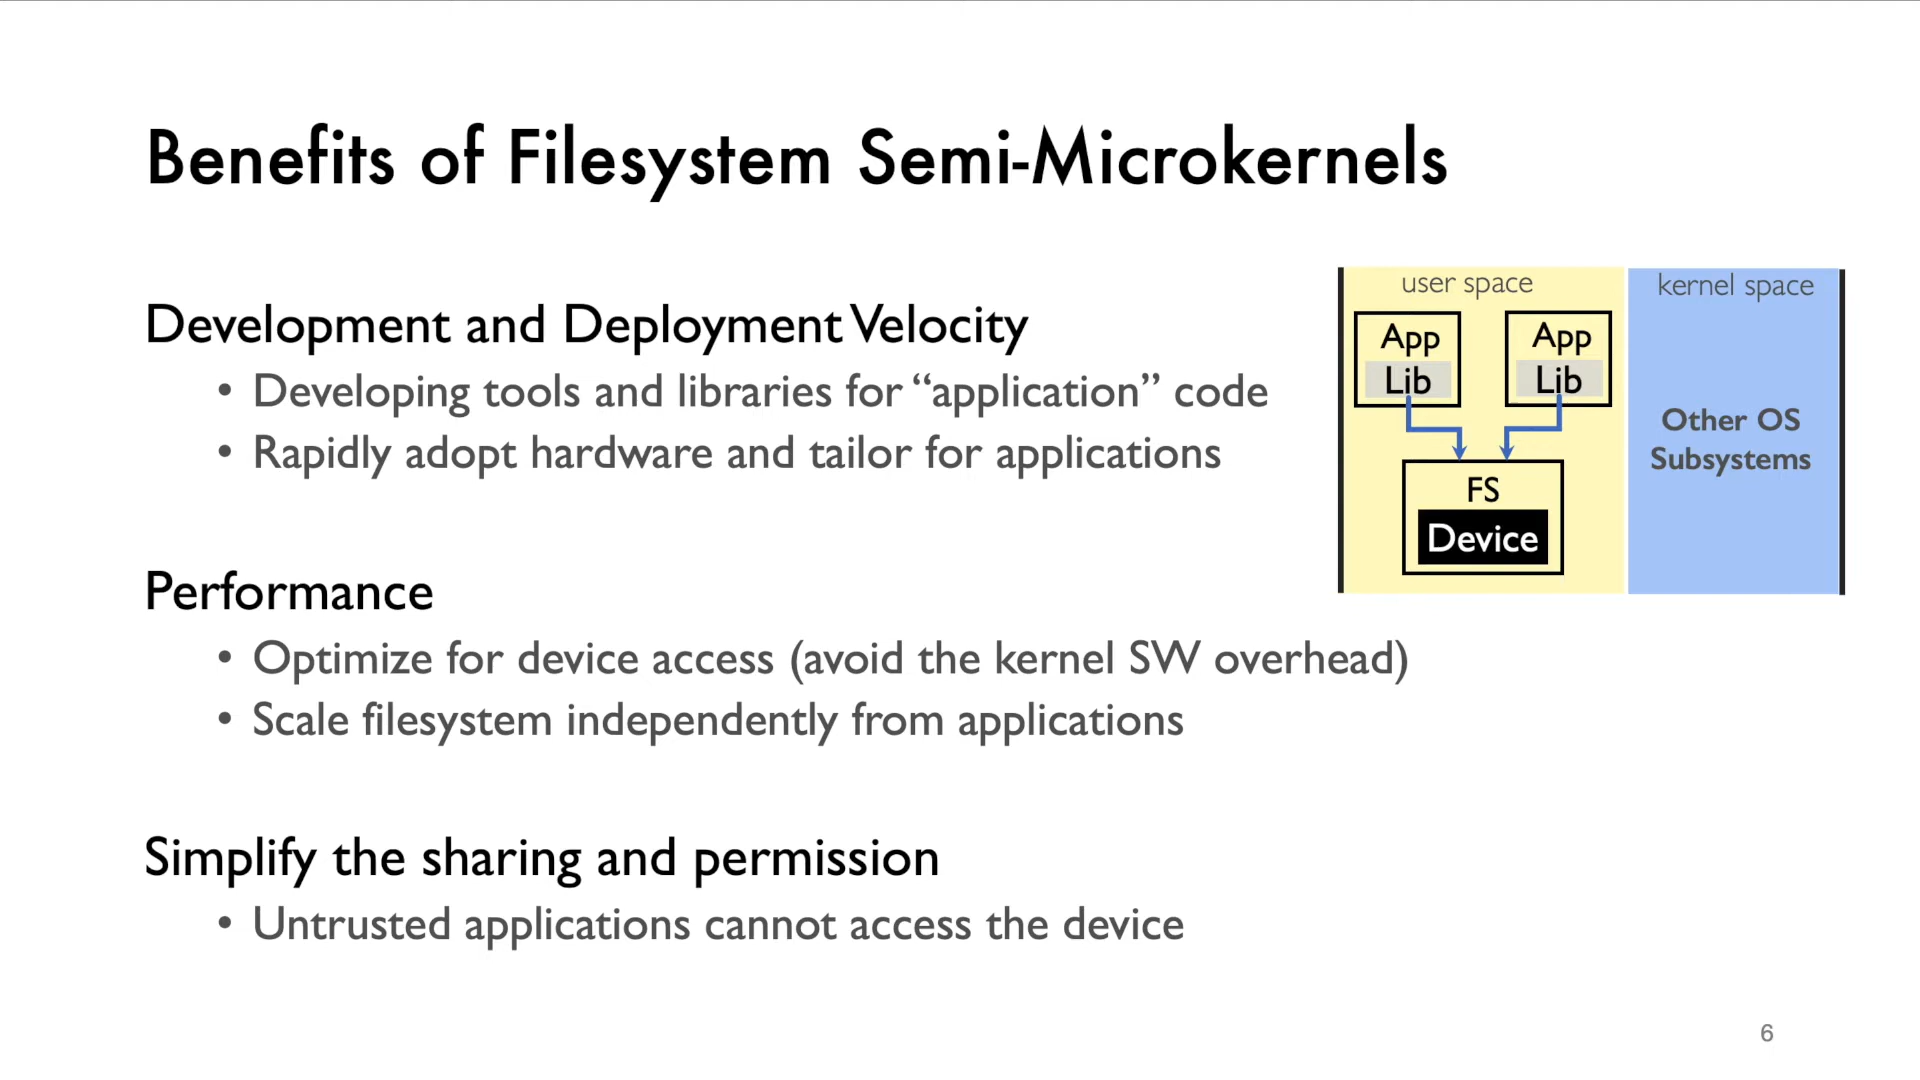 Benefits of Filesystem Semi-Microkernels
Development and Deployment Velocity
• Developing tools and libraries for “application” code
• Rapidly adopt hardware and tailor for applications
Performance
• Optimize for device access (avoid the kernel SW overhead)
• Scale filesystem independently from applications
Simplify the sharing and permission
• Untrusted applications cannot access the device
user space
App
Lib
App
Lib
FS
Device
kernel space
Other OS
Subsystems
6